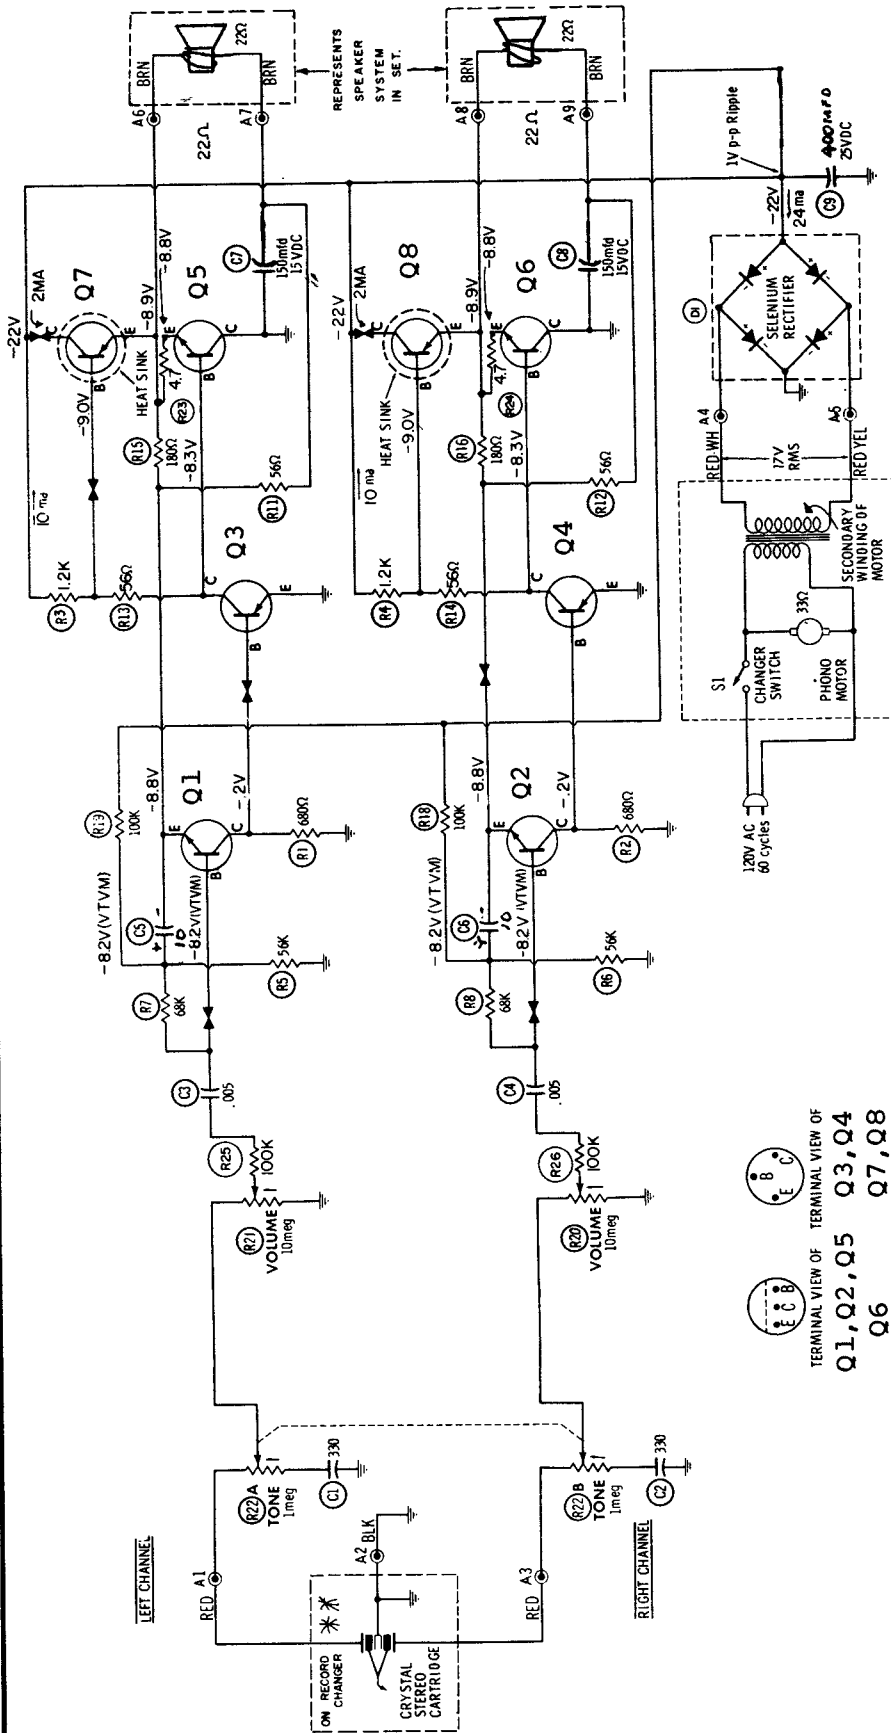 LEFT CHANNEL
ON RECORD
CHANGER
CRYSTAL
STEREO
CARTRIDGE
RED
A1
A2
BLK
RED
A3
RIGHT CHANNEL
R22 A
TONE
1meg
C1
330
R22 B
TONE
1meg
C2
330
R21
VOLUME
10meg
R25
100K
R20
VOLUME
10meg
R26
100K
C3
.005
C4
.005
R7
68K
C5
10
-8.2V(VTVM)
-8.2V(VTVM)
R5
56K
R19
100K
-8.8V
Q1
E
B
C
-.2V
R1
680Ω
R8
68K
C6
10
-8.2V(VTVM)
-8.2V(VTVM)
R6
56K
R18
100K
-8.8V
Q2
E
B
C
-.2V
R2
680Ω
R3
1.2K
R13
56Ω
Q3
B
C
E
10 ma
-9.0V
HEAT SINK
-22V
2MA
C
B
E
Q7
-8.9V
-8.8V
R15
180Ω
R23
4.7
-8.3V
R11
56Ω
E
B
C
Q5
C7
150mfd
15VDC
A6
BRN
22Ω
22Ω
A7
BRN
REPRESENTS
SPEAKER
SYSTEM
IN SET.
R4
1.2K
R14
56Ω
Q4
B
C
E
10 ma
-9.0V
HEAT SINK
-22V
2MA
C
B
E
Q8
-8.8V
R16
180Ω
R24
4.7
-8.3V
R12
56Ω
E
B
C
Q6
C8
150mfd
15VDC
A8
BRN
22Ω
22Ω
A9
BRN
120V AC
60 cycles
S1
CHANGER
SWITCH
33Ω
PHONO
MOTOR
SECONDARY
WINDING OF
MOTOR
RED-WH
A4
17V
RMS
RED YEL
A5
D1
SELENIUM
RECTIFIER
-22V
24ma
1V p-p Ripple
C9
400MFD
25VDC
E C B
TERMINAL VIEW OF
Q1,Q2,Q5
Q6
E
B
C
TERMINAL VIEW OF
Q3,Q4
Q7,Q8